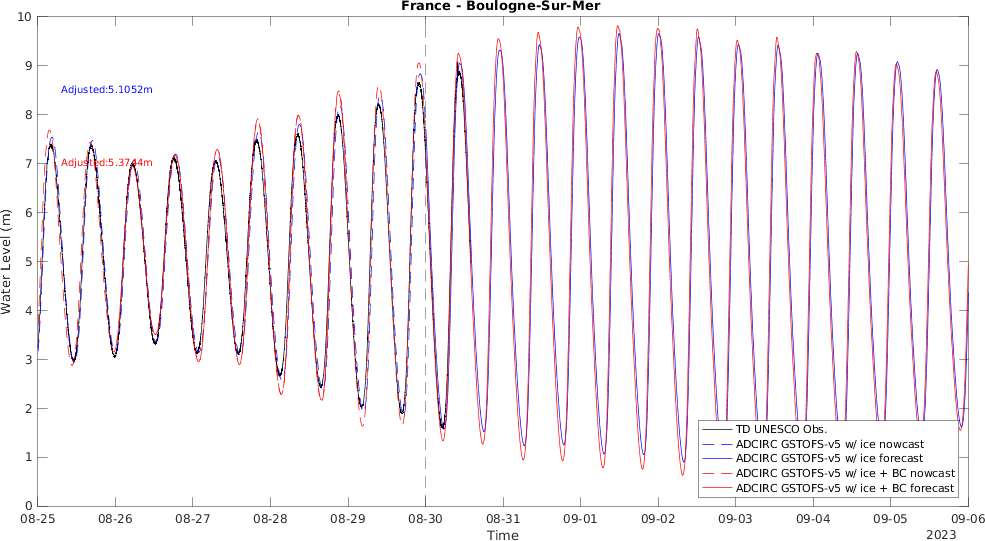 France - Boulogne-Sur-Mer
10
9
8
7
6
5
4
3
2
1
0
Water Level (m)
Adjusted:5.1052m
Adjusted:5.3744m
TD UNESCO Obs.
ADCIRC GSTOFS-v5 w/ ice nowcast
ADCIRC GSTOFS-v5 w/ ice forecast
ADCIRC GSTOFS-v5 w/ ice + BC nowcast
ADCIRC GSTOFS-v5 w/ ice + BC forecast
08-25 08-26 08-27 08-28 08-29 08-30 08-31 09-01 09-02 09-03 09-04 09-05 09-06
Time
2023